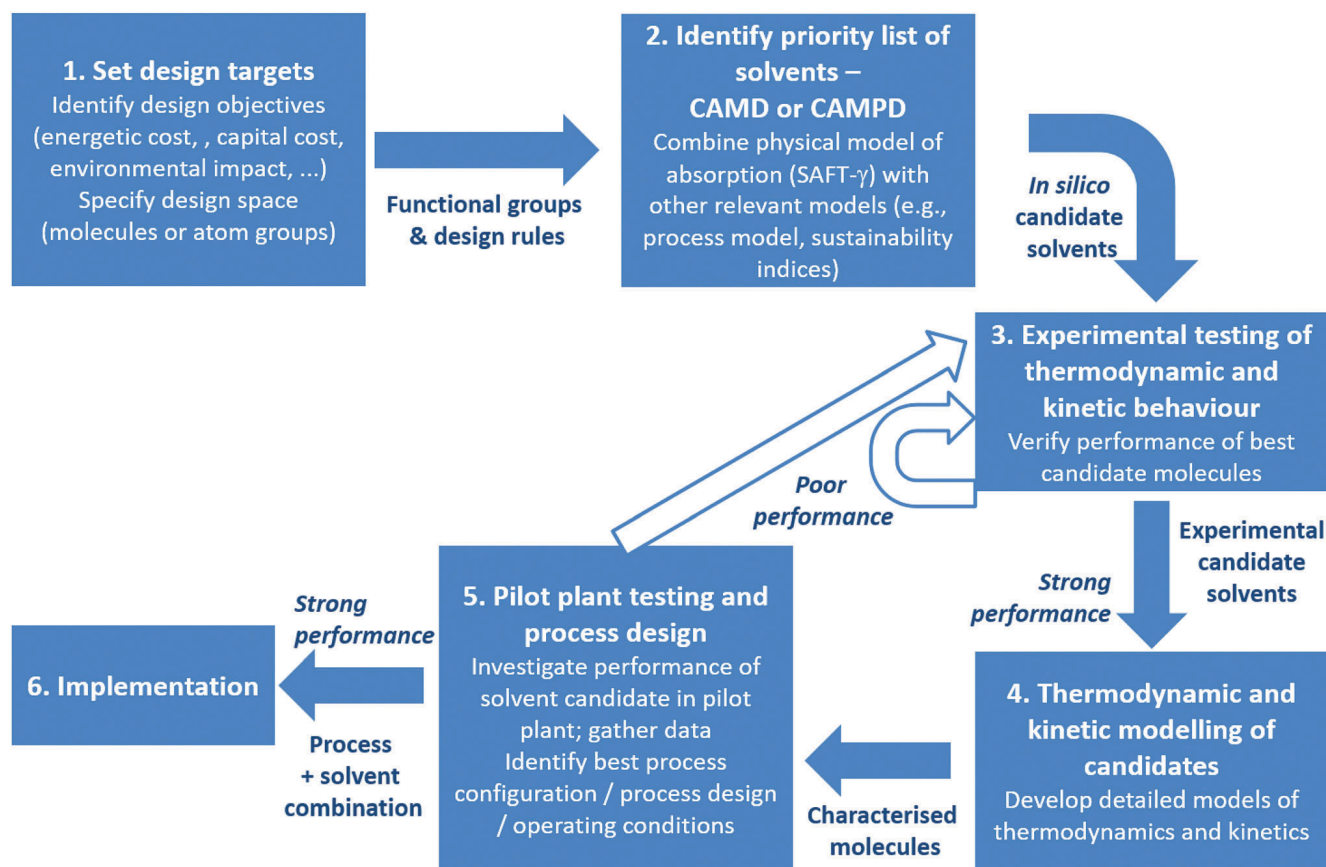 1. Set design targets
Identify design objectives
(energetic cost, , capital cost,
environmental impact, ...)
Specify design space
(molecules or atom groups)
Functional groups
& design rules
2. Identify priority list of
solvents –
CAMD or CAMPD
Combine physical model of
absorption (SAFT-γ) with
other relevant models (e.g.,
process model, sustainability
indices)
In silico
candidate
solvents
3. Experimental testing of
thermodynamic and
kinetic behaviour
Verify performance of best
candidate molecules
Poor
performance
Experimental
candidate
solvents
Strong
performance
4. Thermodynamic and
kinetic modelling of
candidates
Develop detailed models of
thermodynamics and kinetics
Characterised
molecules
5. Pilot plant testing and
process design
Investigate performance of
solvent candidate in pilot
plant; gather data
Identify best process
configuration / process design
/ operating conditions
Strong
performance
Process
+ solvent
combination
6. Implementation